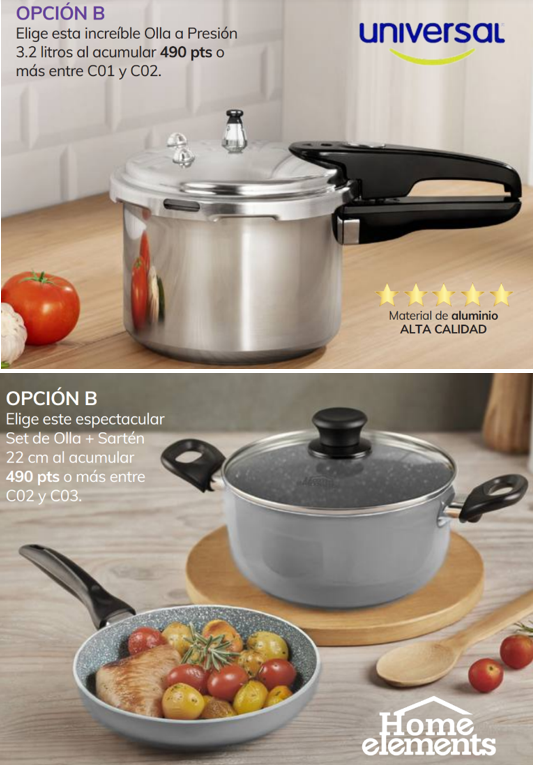 OPCIÓN B
Elige esta increíble Olla a Presión
3.2 litros al acumular 490 pts o
más entre C01 y C02.
universal
Material de aluminio
ALTA CALIDAD
OPCIÓN B
Elige este espectacular
Set de Olla + Sartén
22 cm al acumular
490 pts o más entre
C02 y C03.
Home
elements